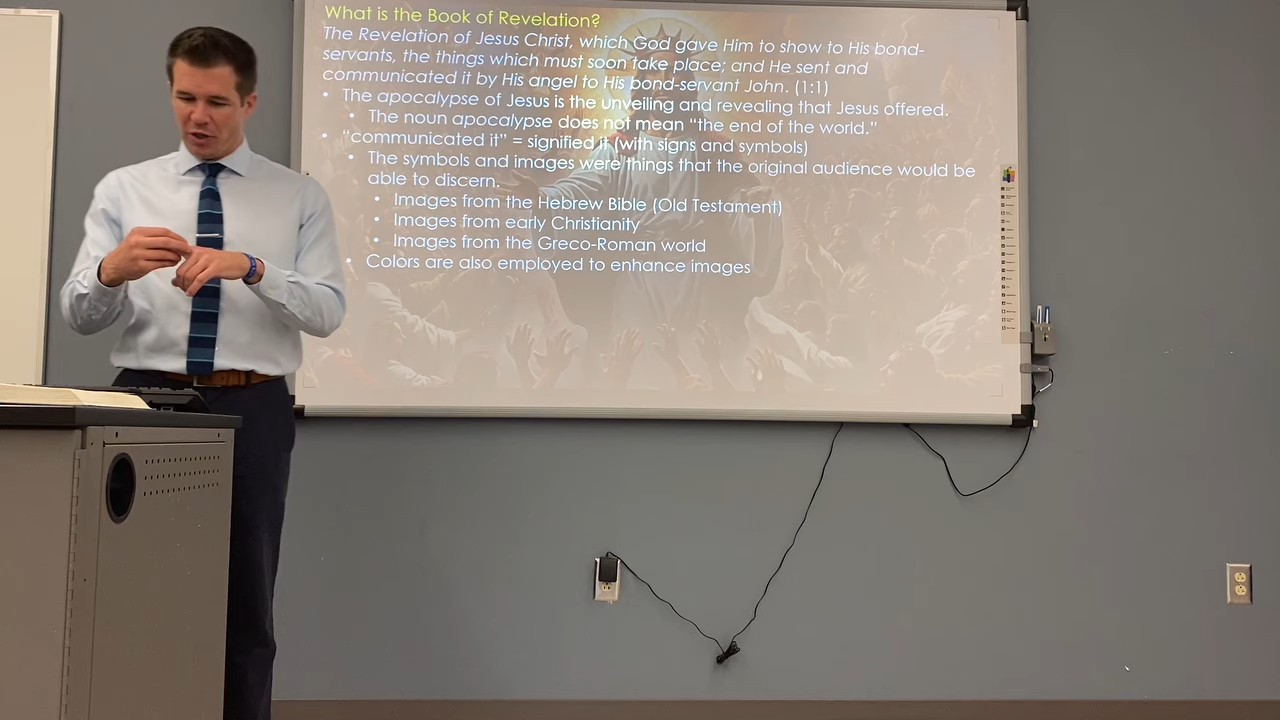 What is the Book of Revelation?
The Revelation of Jesus Christ, which God gave Him to show to His bond-
servants, the things which must soon take place; and He sent and
communicated it by His angel to His bond-servant John. (1:1)
• The apocalypse of Jesus is the unveiling and revealing that Jesus offered.
• The noun apocalypse does not mean “the end of the world.”
• “communicated it” = signified it (with signs and symbols)
• The symbols and images were things that the original audience would be
able to discern.
• Images from the Hebrew Bible (Old Testament)
• Images from early Christianity
• Images from the Greco-Roman world
• Colors are also employed to enhance images